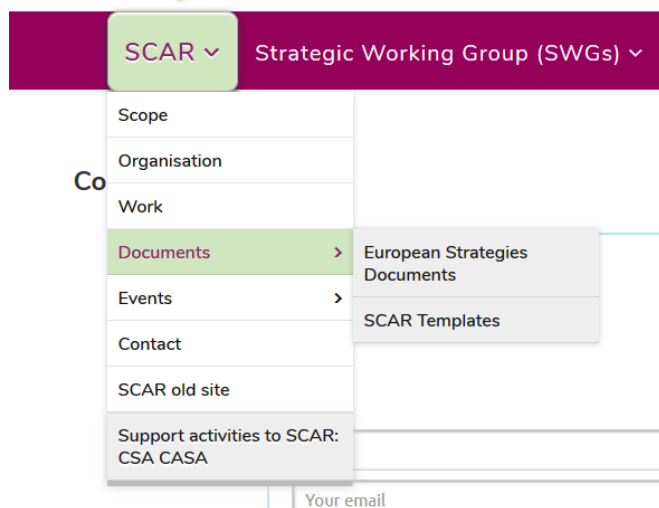 SCAR
Strategic Working Group (SWGs)
Scope
Organisation
Co
Work
Documents
European Strategies
Documents
Events
SCAR Templates
Contact
SCAR old site
Support activities to SCAR:
CSA CASA
Your email